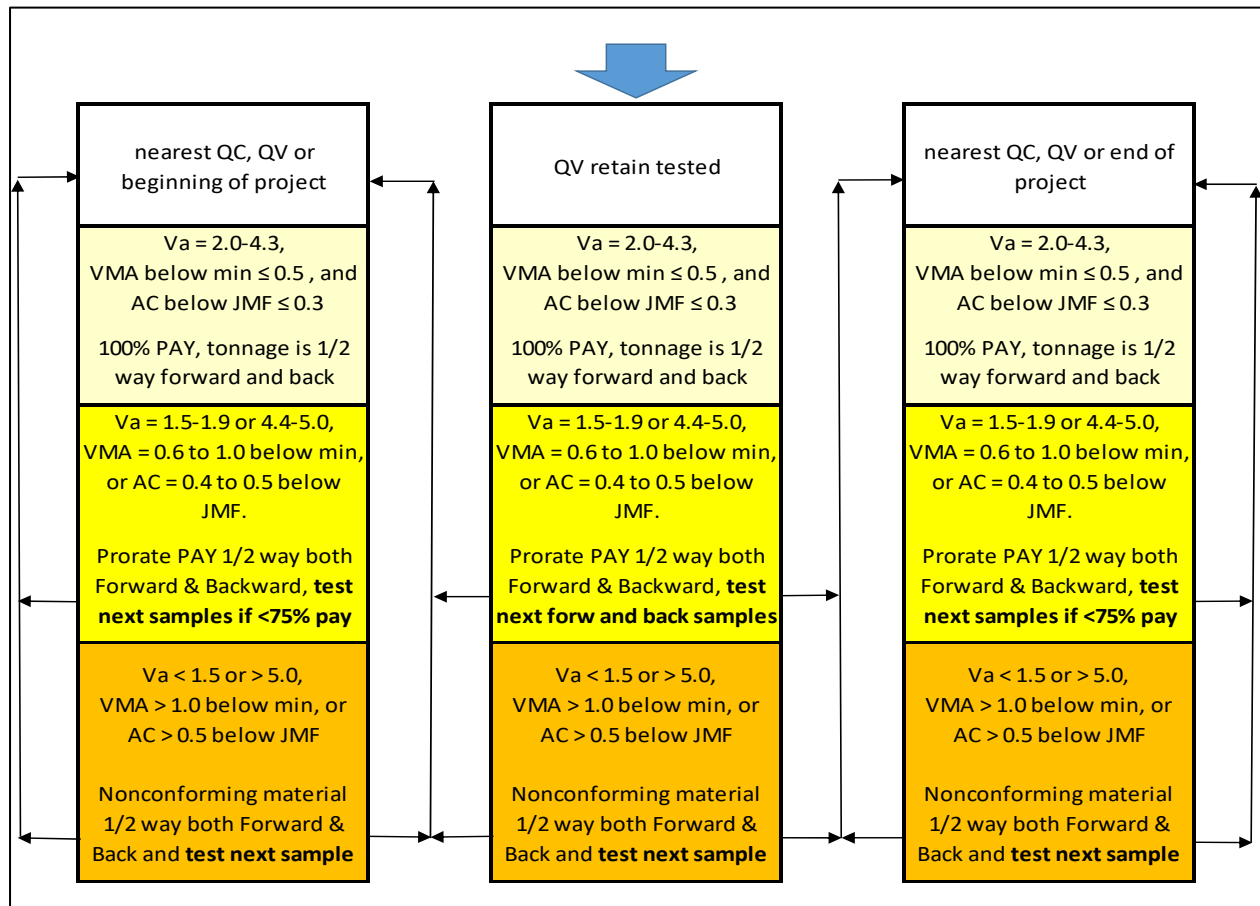 nearest QC, QV or
beginning of project
Va = 2.0-4.3,
VMA below min ≤ 0.5 , and
AC below JMF ≤ 0.3
100% PAY, tonnage is 1/2
way forward and back
Va = 1.5-1.9 or 4.4-5.0,
VMA = 0.6 to 1.0 below min,
or AC = 0.4 to 0.5 below
JMF.
Prorate PAY 1/2 way both
Forward & Backward, test
next samples if <75% pay
Va < 1.5 or > 5.0,
VMA > 1.0 below min, or
AC > 0.5 below JMF
Nonconforming material
1/2 way both Forward &
Back and test next sample
QV retain tested
Va = 2.0-4.3,
VMA below min ≤ 0.5 , and
AC below JMF ≤ 0.3
100% PAY, tonnage is 1/2
way forward and back
Va = 1.5-1.9 or 4.4-5.0,
VMA = 0.6 to 1.0 below min,
or AC = 0.4 to 0.5 below
JMF.
Prorate PAY 1/2 way both
Forward & Backward, test
next forw and back samples
Va < 1.5 or > 5.0,
VMA > 1.0 below min, or
AC > 0.5 below JMF
Nonconforming material
1/2 way both Forward &
Back and test next sample
nearest QC, QV or end of
project
Va = 2.0-4.3,
VMA below min ≤ 0.5 , and
AC below JMF ≤ 0.3
100% PAY, tonnage is 1/2
way forward and back
Va = 1.5-1.9 or 4.4-5.0,
VMA = 0.6 to 1.0 below min,
or AC = 0.4 to 0.5 below
JMF.
Prorate PAY 1/2 way both
Forward & Backward, test
next samples if <75% pay
Va < 1.5 or > 5.0,
VMA > 1.0 below min, or
AC > 0.5 below JMF
Nonconforming material
1/2 way both Forward &
Back and test next sample